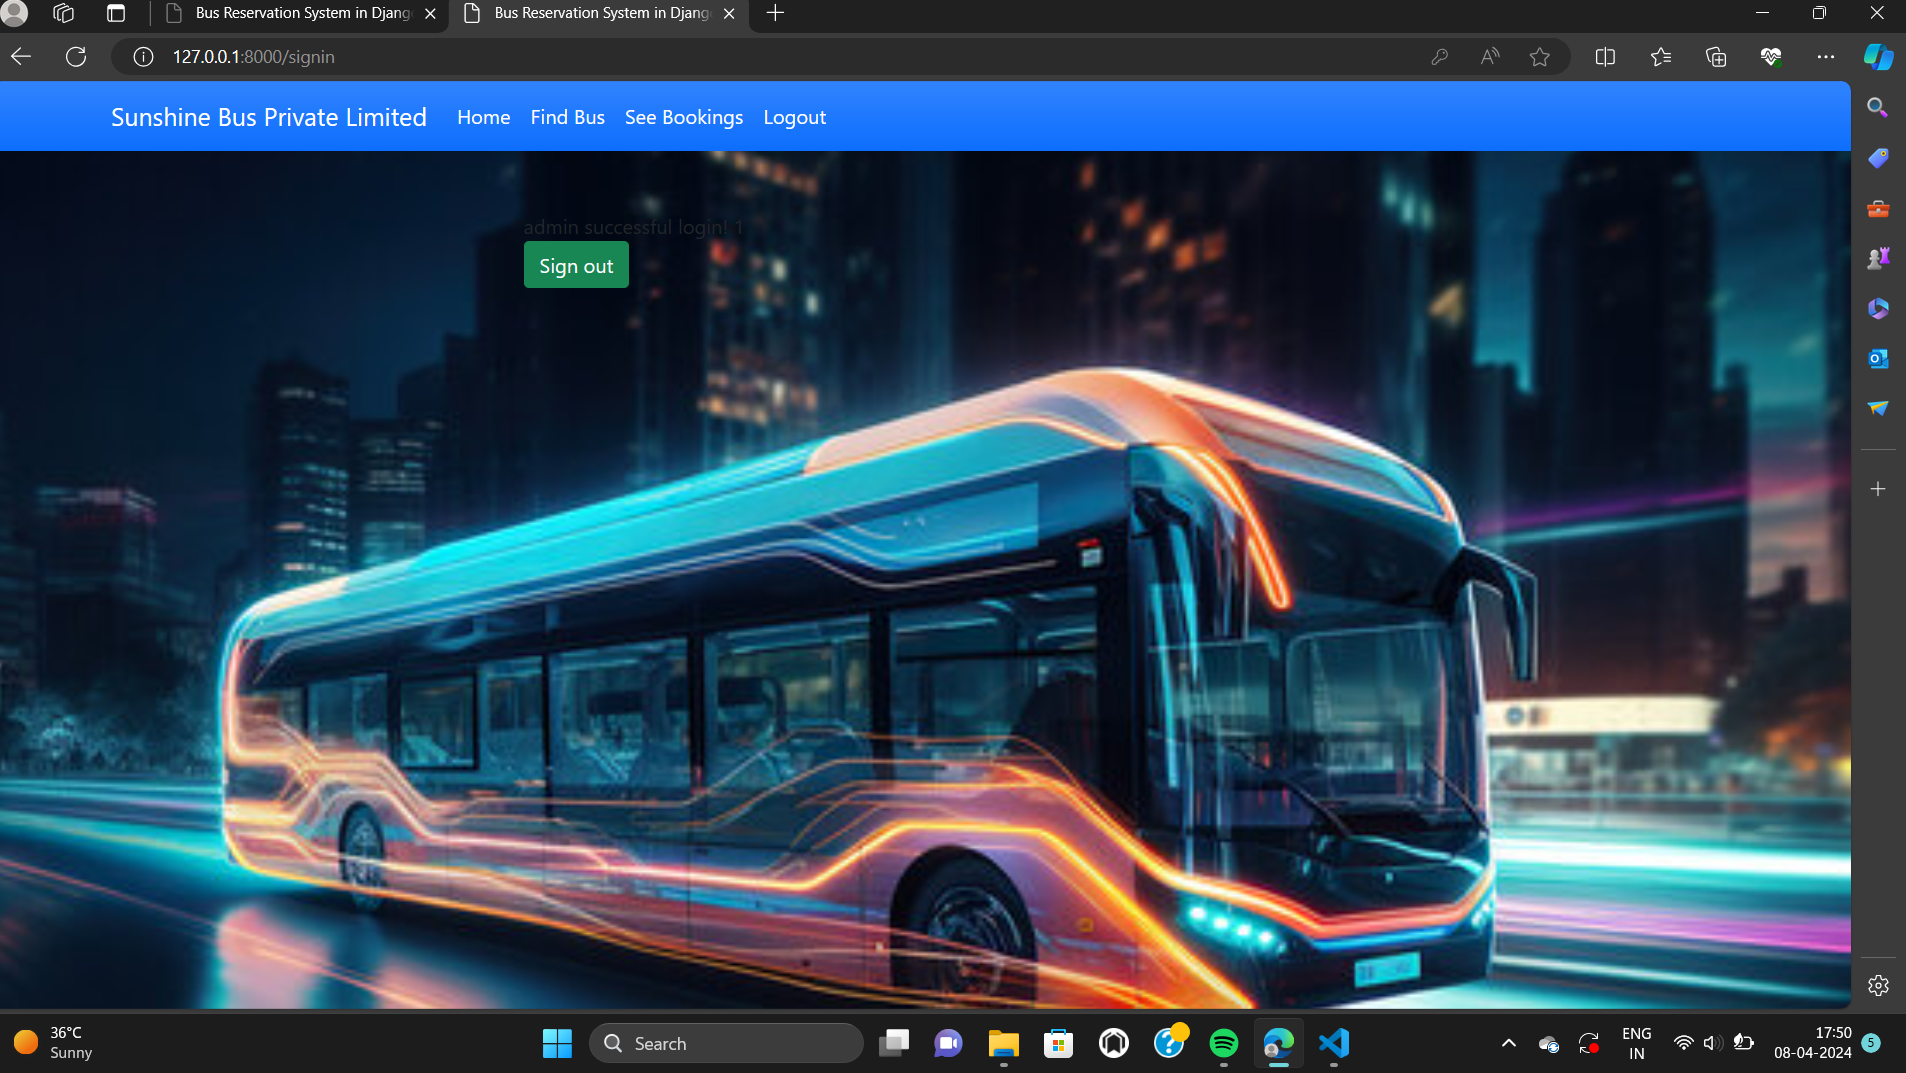 Bus Reservation System in Djang
Bus Reservation System in Djang
127.0.0.1:8000/signin
Sunshine Bus Private Limited
Home
Find Bus
See Bookings
Logout
admin successful login! 1
Sign out
36°C
Sunny
Search
ENG
IN
17:50
08-04-2024
5